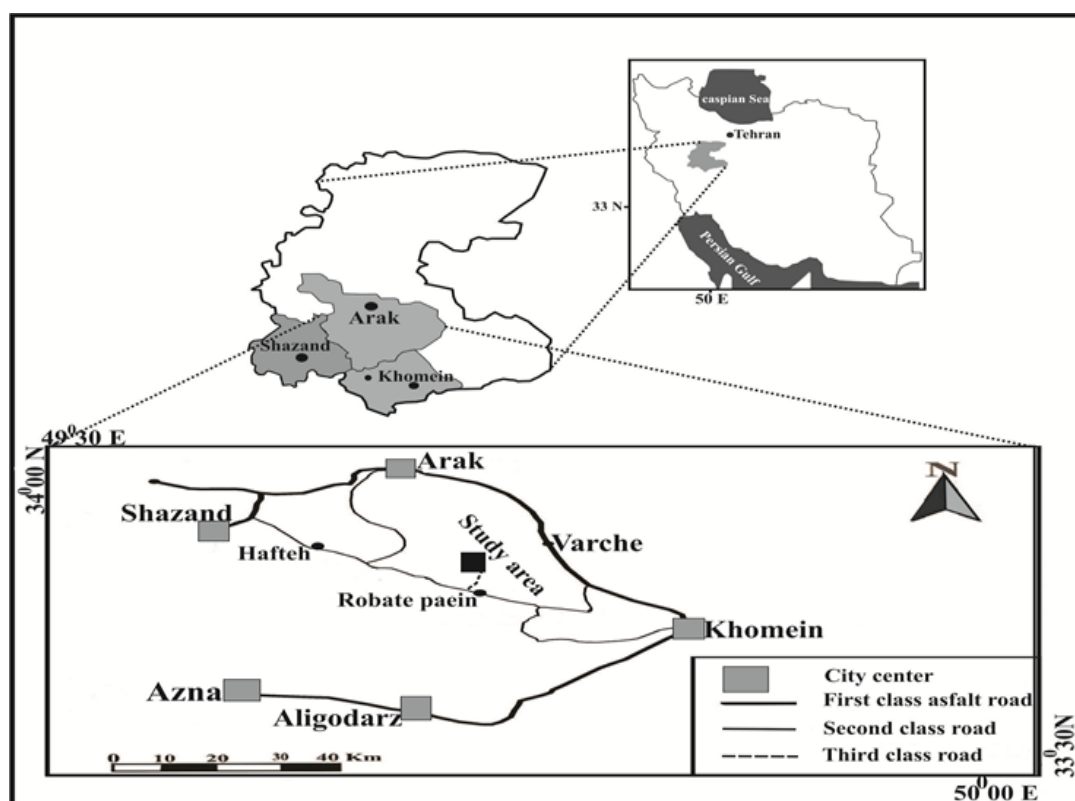 caspian Sea
Tehran
33 N
Persian Gulf
50 E
Arak
Shazand
Khomein
49⁰30 E
34⁰00 N
N
Arak
Shazand
Hafteh
Study area
Varche
Robate paein
Khomein
Azna
Aligodarz
City center
First class asfalt road
Second class road
Third class road
0 10 20 30 40 Km
33⁰30N
50⁰00 E